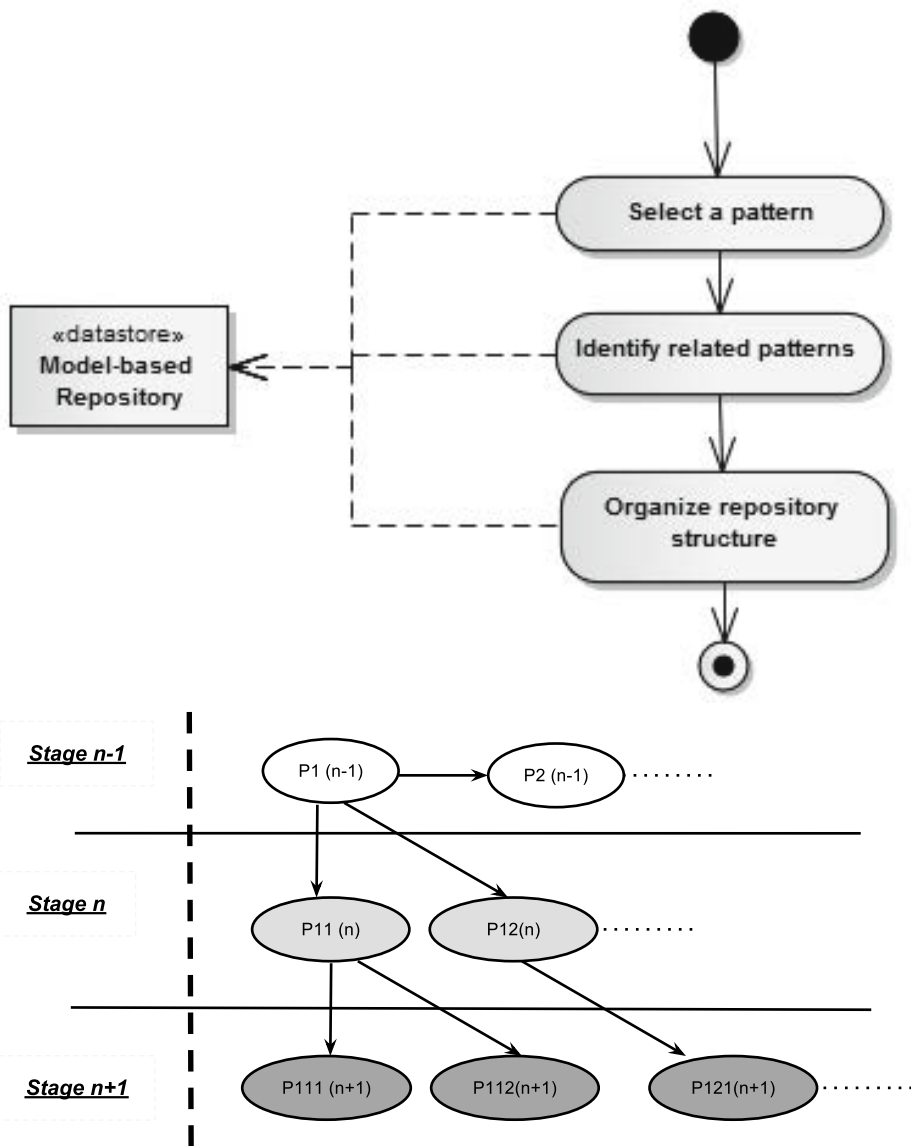 Select a pattern
«datastore»
Model-based
Repository
Identify related patterns
Organize repository
structure
Stage n-1
P1 (n-1)
P2 (n-1)
Stage n
P11 (n)
P12(n)
Stage n+1
P111 (n+1)
P112(n+1)
P121(n+1)